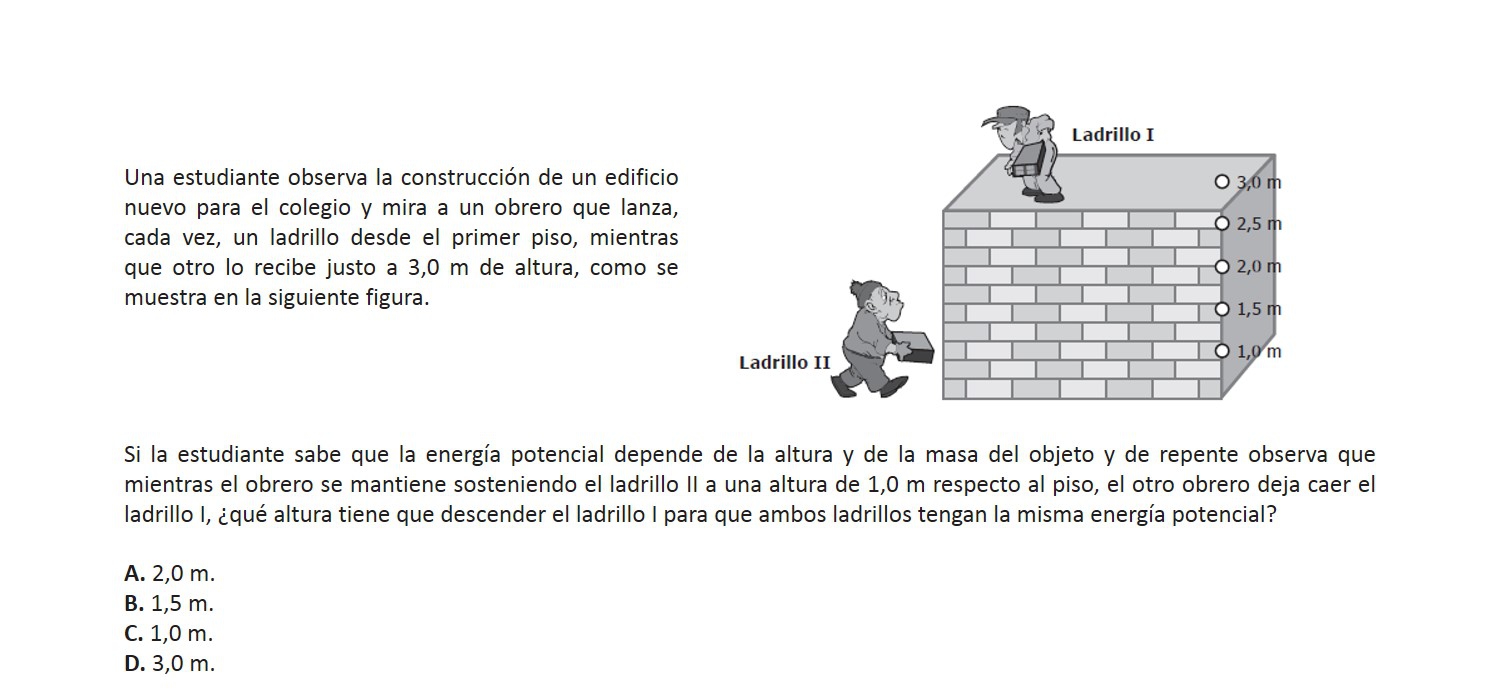 Una estudiante observa la construcción de un edificio
nuevo para el colegio y mira a un obrero que lanza,
cada vez, un ladrillo desde el primer piso, mientras
que otro lo recibe justo a 3,0 m de altura, como se
muestra en la siguiente figura.
Ladrillo I
3,0 m
2,5 m
2,0 m
1,5 m
1,0 m
Ladrillo II
Si la estudiante sabe que la energía potencial depende de la altura y de la masa del objeto y de repente observa que
mientras el obrero se mantiene sosteniendo el ladrillo II a una altura de 1,0 m respecto al piso, el otro obrero deja caer el
ladrillo I, ¿qué altura tiene que descender el ladrillo I para que ambos ladrillos tengan la misma energía potencial?
A. 2,0 m.
B. 1,5 m.
C. 1,0 m.
D. 3,0 m.